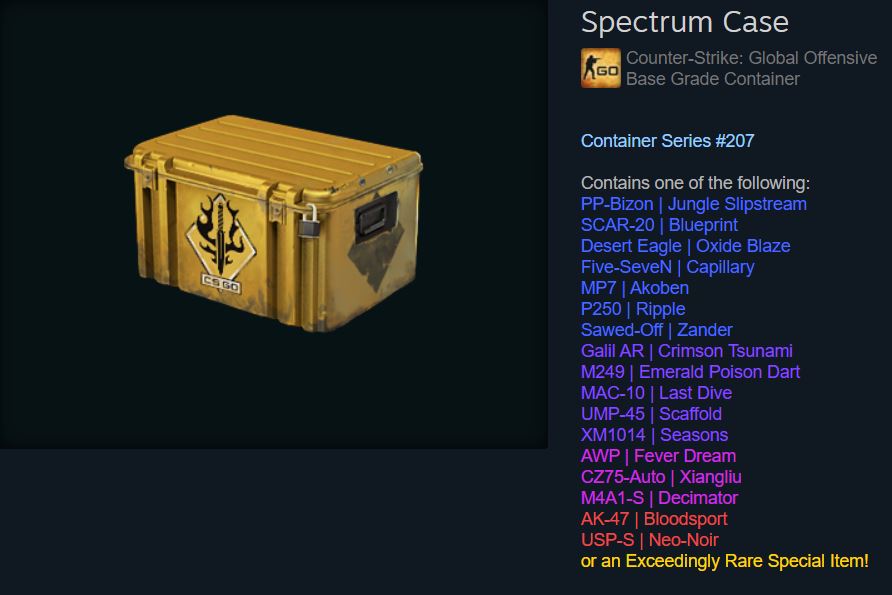 Spectrum Case
GO
Counter-Strike: Global Offensive
Base Grade Container
Container Series #207
Contains one of the following:
PP-Bizon | Jungle Slipstream
SCAR-20 | Blueprint
Desert Eagle | Oxide Blaze
Five-SeveN | Capillary
MP7 | Akoben
P250 | Ripple
Sawed-Off | Zander
Galil AR | Crimson Tsunami
M249 | Emerald Poison Dart
MAC-10 | Last Dive
UMP-45 | Scaffold
XM1014 | Seasons
AWP | Fever Dream
CZ75-Auto | Xiangliu
M4A1-S | Decimator
AK-47 | Bloodsport
USP-S | Neo-Noir
or an Exceedingly Rare Special Item!
CS GO